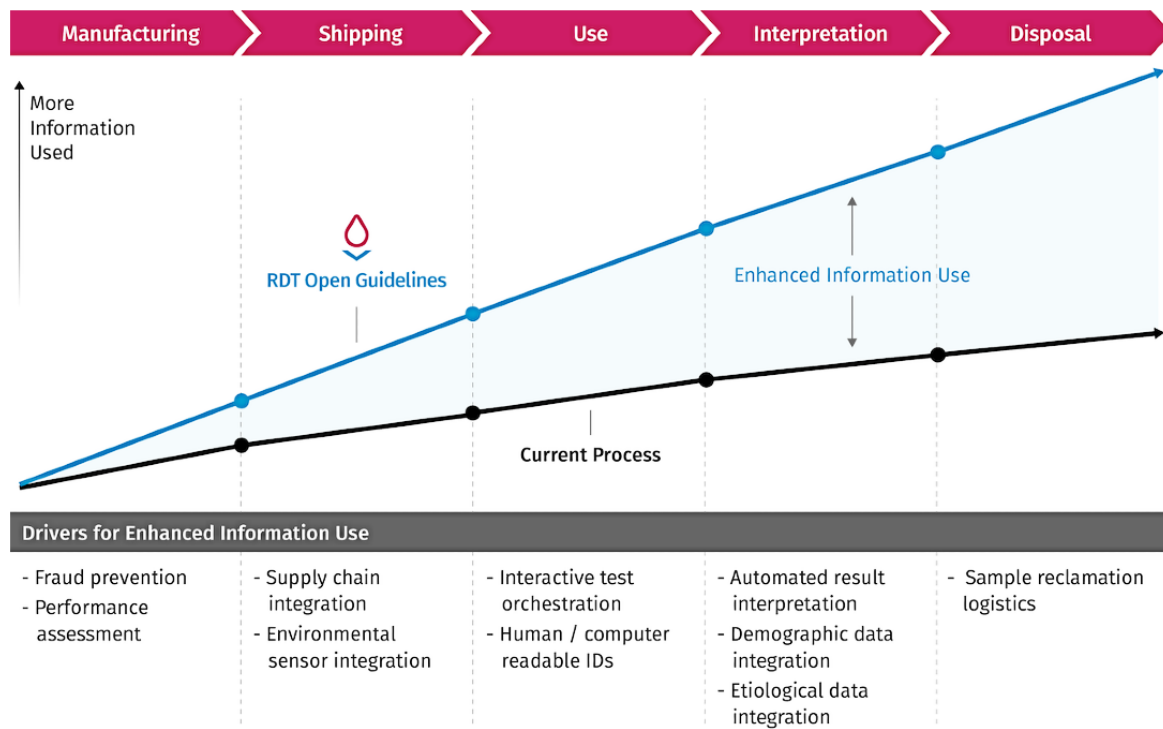 Manufacturing
Shipping
Use
Interpretation
Disposal
More
Information
Used
RDT Open Guidelines
Enhanced Information Use
Current Process
Drivers for Enhanced Information Use
- Fraud prevention
- Performance
assessment
- Supply chain
integration
- Environmental
sensor integration
- Interactive test
orchestration
- Human / computer
readable IDs
- Automated result
interpretation
- Demographic data
integration
- Etiological data
integration
- Sample reclamation
logistics